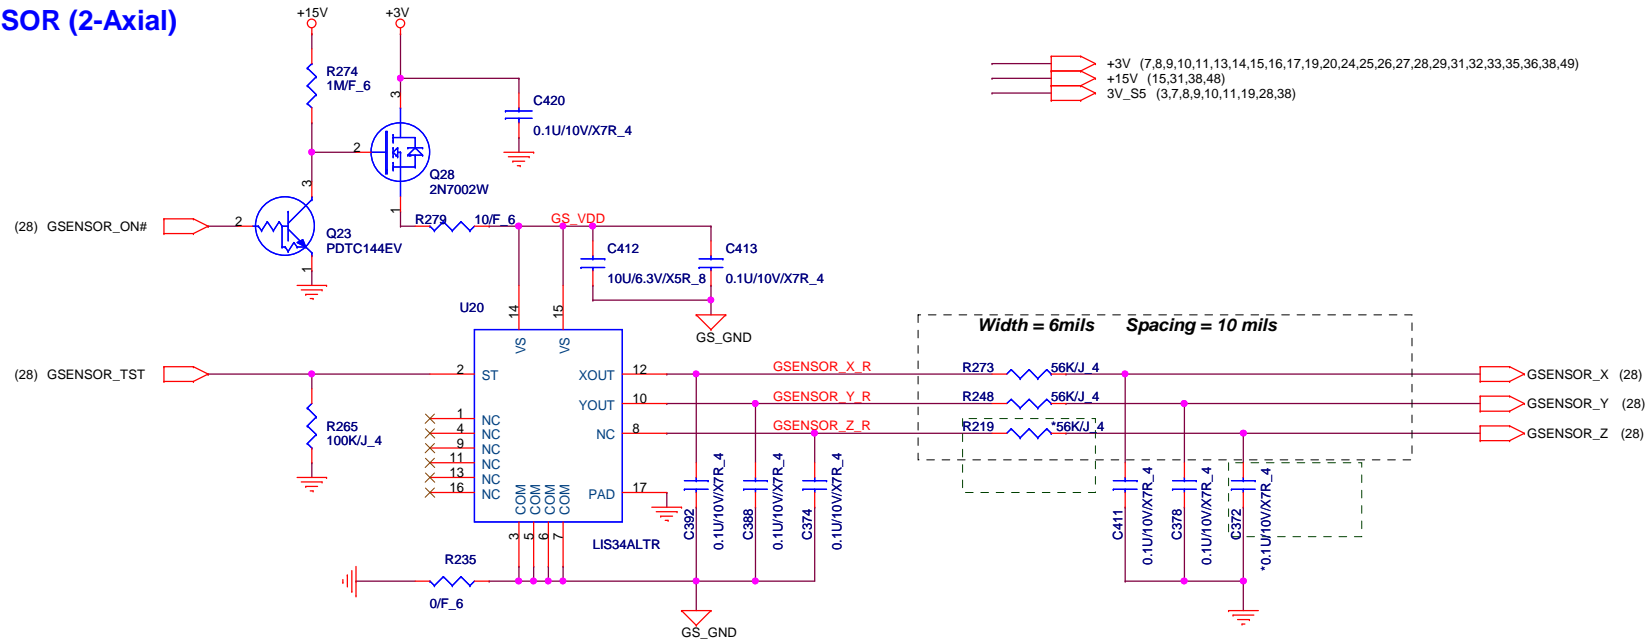 SOR (2-Axial)
+15V
+3V
R274
1M/F_6
3
C420
0.1U/10V/X7R_4
+3V (7,8,9,10,11,13,14,15,16,17,19,20,24,25,26,27,28,29,31,32,33,35,36,38,49)
+15V (15,31,38,48)
3V_S5 (3,7,8,9,10,11,19,28,38)
2
Q28
2N7002W
1
3
(28) GSENSOR_ON#
2
Q23
PDTC144EV
1
R279
10/F_6
GS_VDD
C412
10U/6.3V/X5R_8
C413
0.1U/10V/X7R_4
GS_GND
U20
14
15
VS
VS
Width = 6mils Spacing = 10 mils
(28) GSENSOR_TST
2
ST
XOUT
12
GSENSOR_X_R
R273
56K/J_4
GSENSOR_X (28)
YOUT
10
GSENSOR_Y_R
R248
56K/J_4
GSENSOR_Y (28)
NC
8
GSENSOR_Z_R
R219
*56K/J_4
GSENSOR_Z (28)
R265
100K/J_4
1
NC
4
NC
9
NC
11
NC
13
NC
16
NC
PAD
17
COM
COM
COM
COM
3
5
6
7
LIS34ALTR
C392
0.1U/10V/X7R_4
C388
0.1U/10V/X7R_4
C374
0.1U/10V/X7R_4
C411
0.1U/10V/X7R_4
C378
0.1U/10V/X7R_4
C372
*0.1U/10V/X7R_4
R235
0/F_6
GS_GND